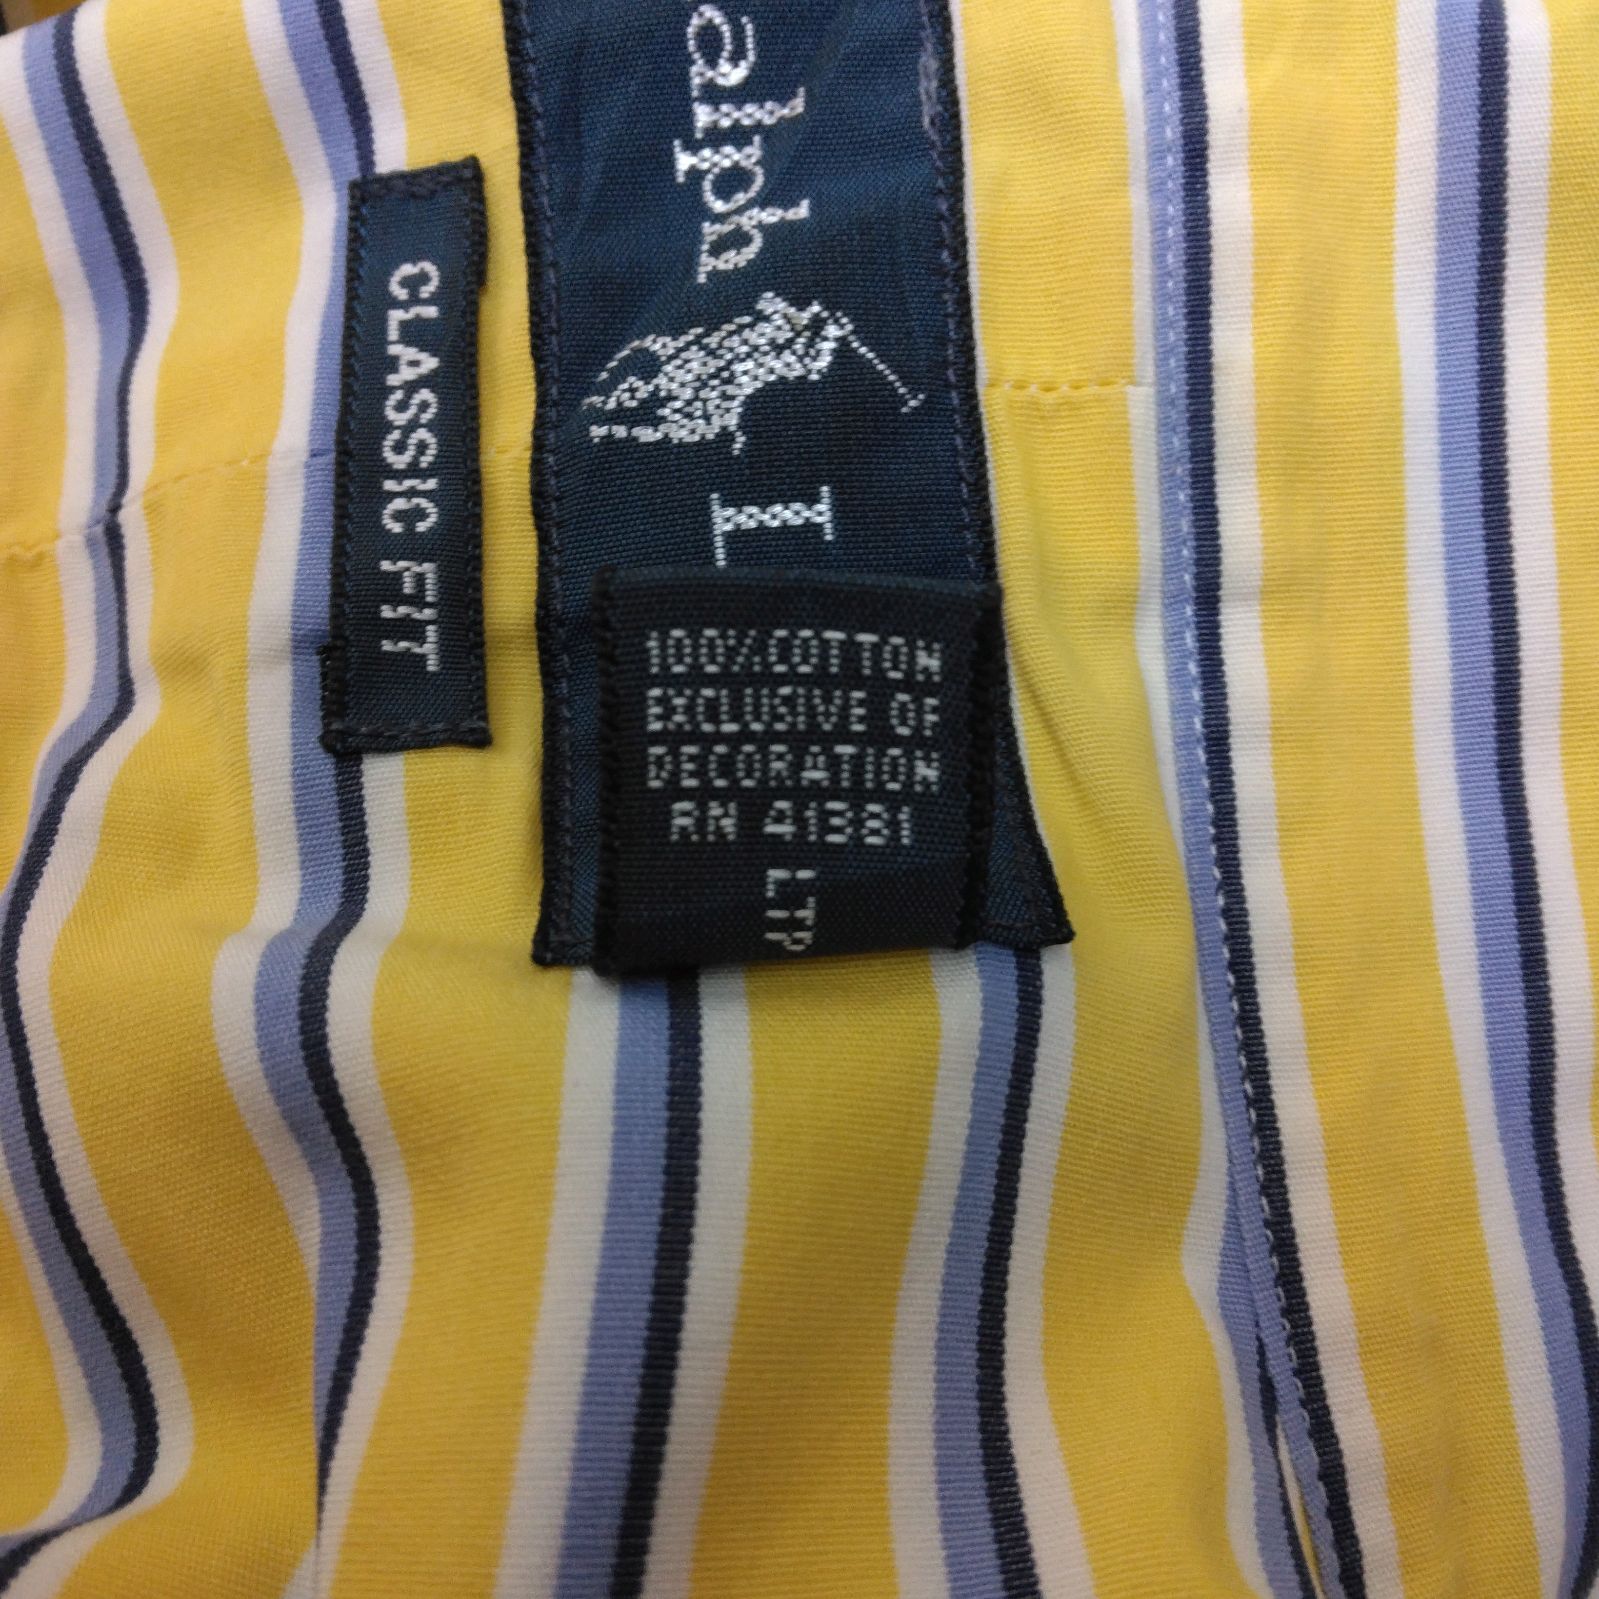 alph L
CLASSIC FIT
100% COTTON
EXCLUSIVE OF
DECORATION
RN 41381
LTP